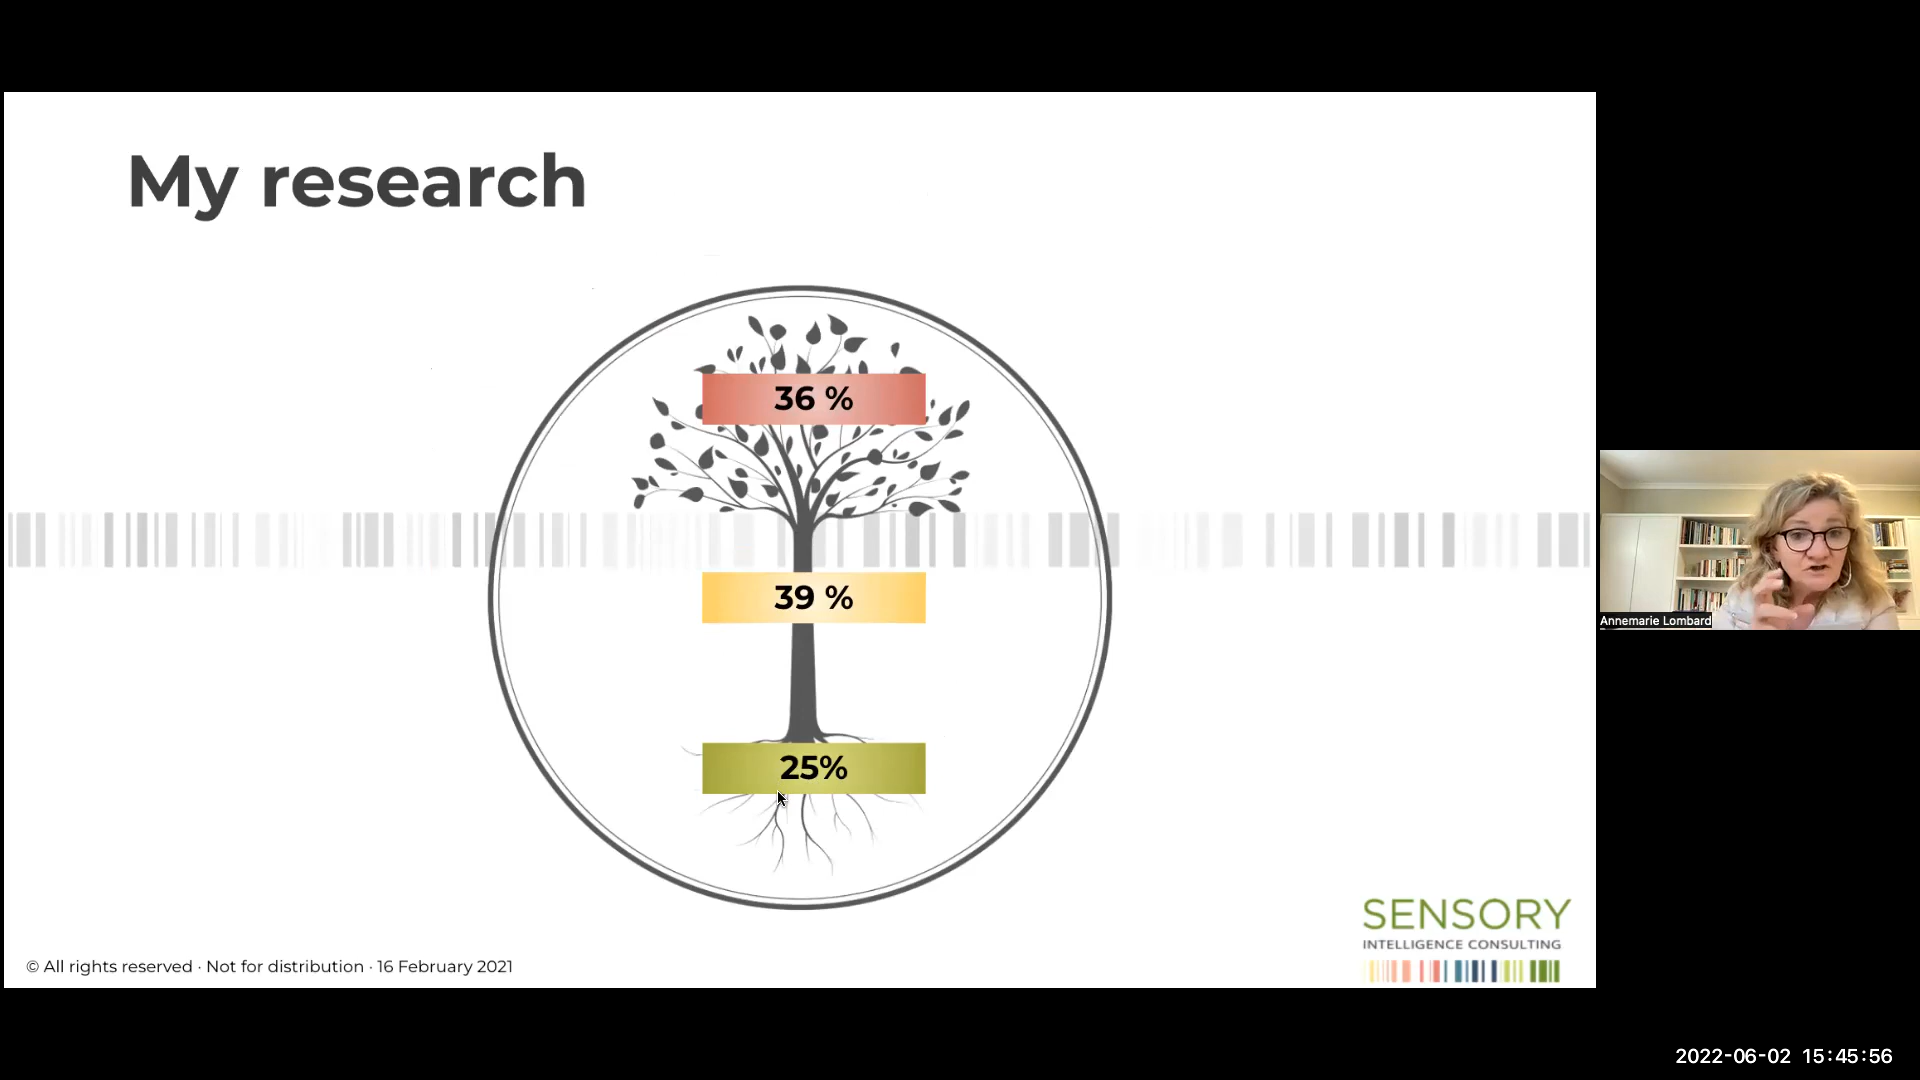 My research
36 %
39 %
25%
© All rights reserved · Not for distribution · 16 February 2021
SENSORY
INTELLIGENCE CONSULTING
Annemarie Lombard
2022-06-02 15:45:56